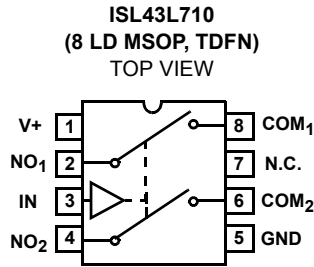 ISL43L710
(8 LD MSOP, TDFN)
TOP VIEW
V+ 1 8 COM₁
NO₁ 2 7 N.C.
IN 3 6 COM₂
NO₂ 4 5 GND